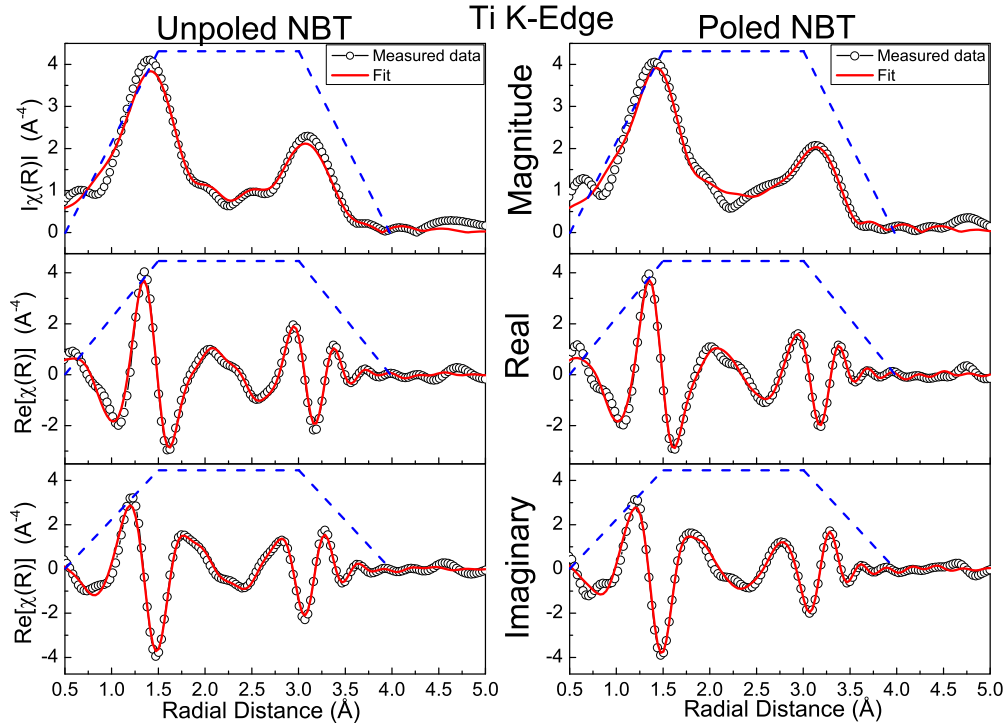 Ti K-Edge
Unpoled NBT
Poled NBT
Measured data
Fit
Measured data
Fit
Iχ(R)I (A-4)
4
3
2
1
0
Magnitude
Re[χ(R)] (A-4)
4
2
0
-2
Real
Re[χ(R)] (A-4)
4
2
0
-2
-4
Imaginary
0.5 1.0 1.5 2.0 2.5 3.0 3.5 4.0 4.5 5.0
0.5 1.0 1.5 2.0 2.5 3.0 3.5 4.0 4.5 5.0
Radial Distance (Å)
Radial Distance (Å)